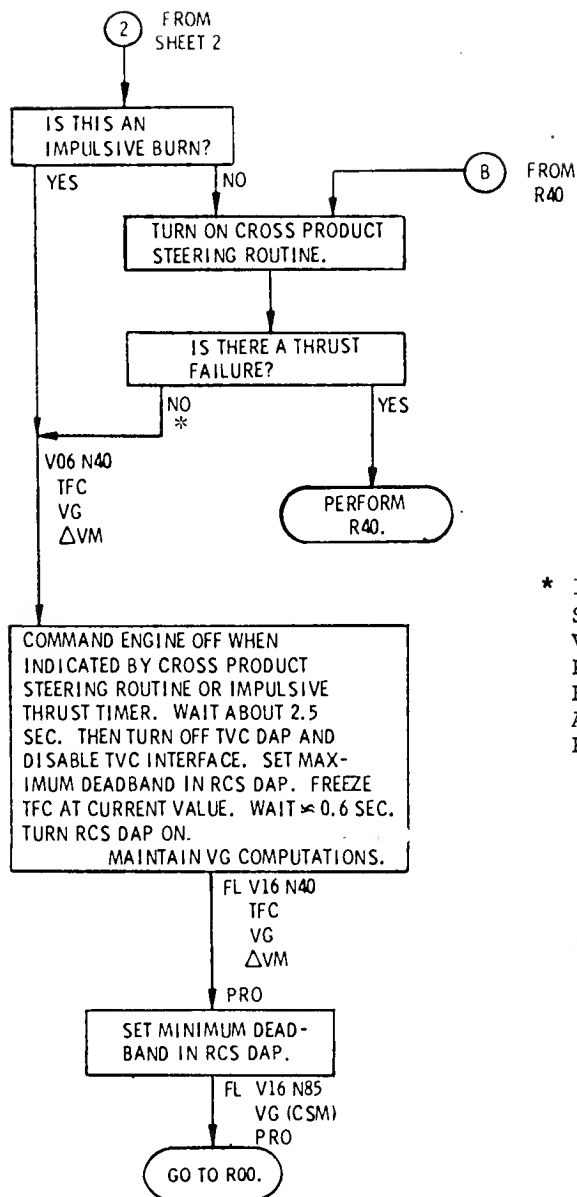 2
FROM
SHEET 2
IS THIS AN
IMPULSIVE BURN?
YES
NO
B
FROM
R40
TURN ON CROSS PRODUCT
STEERING ROUTINE.
IS THERE A THRUST
FAILURE?
NO
*
YES
V06 N40
TFC
VG
△VM
PERFORM
R40.
*
COMMAND ENGINE OFF WHEN
INDICATED BY CROSS PRODUCT
STEERING ROUTINE OR IMPULSIVE
THRUST TIMER. WAIT ABOUT 2.5
SEC. THEN TURN OFF TVC DAP AND
DISABLE TVC INTERFACE. SET MAX-
IMUM DEADBAND IN RCS DAP. FREEZE
TFC AT CURRENT VALUE. WAIT ≈ 0.6 SEC.
TURN RCS DAP ON.
MAINTAIN VG COMPUTATIONS.
FL V16 N40
TFC
VG
△VM
PRO
SET MINIMUM DEAD-
BAND IN RCS DAP.
FL V16 N85
VG (CSM)
PRO
GO TO R00.